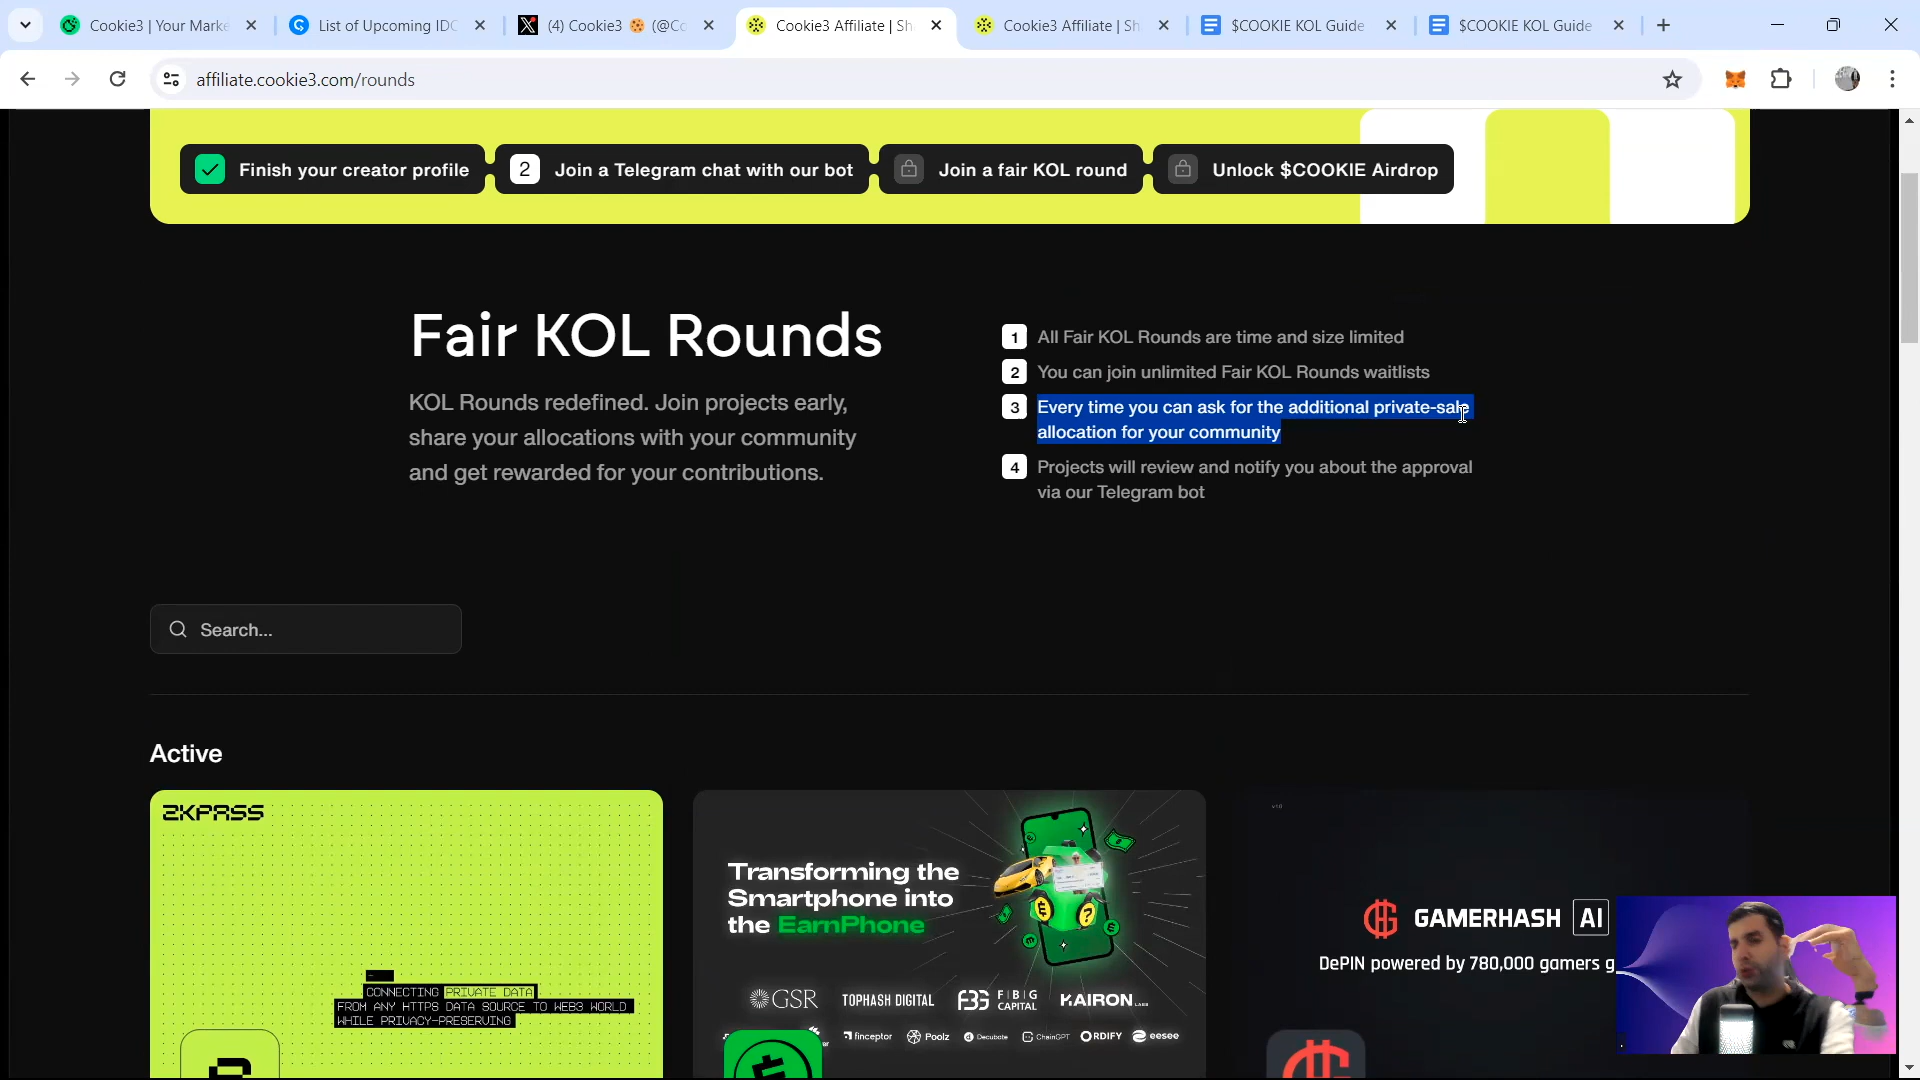 Cookie3 | Your Marke
List of Upcoming IDO
(4) Cookie3 🍪 (@Co
Cookie3 Affiliate | Sh
Cookie3 Affiliate | Sh
$COOKIE KOL Guide
$COOKIE KOL Guide
affiliate.cookie3.com/rounds
Finish your creator profile
2 Join a Telegram chat with our bot
Join a fair KOL round
Unlock $COOKIE Airdrop
Fair KOL Rounds
KOL Rounds redefined. Join projects early,
share your allocations with your community
and get rewarded for your contributions.
1 All Fair KOL Rounds are time and size limited
2 You can join unlimited Fair KOL Rounds waitlists
3 Every time you can ask for the additional private-sale
allocation for your community
4 Projects will review and notify you about the approval
via our Telegram bot
Search...
Active
ZKPASS
CONNECTING PRIVATE DATA
FROM ANY HTTPS DATA SOURCE TO WEB3 WORLD
WHILE PRIVACY-PRESERVING
Transforming the
Smartphone into
the EarnPhone
GSR TOPHASH DIGITAL FBG CAPITAL KAIRON LABS
finceptor Poolz Decubate ChainGPT ORDIFY eesee
GAMERHASH AI
DePIN powered by 780,000 gamers g